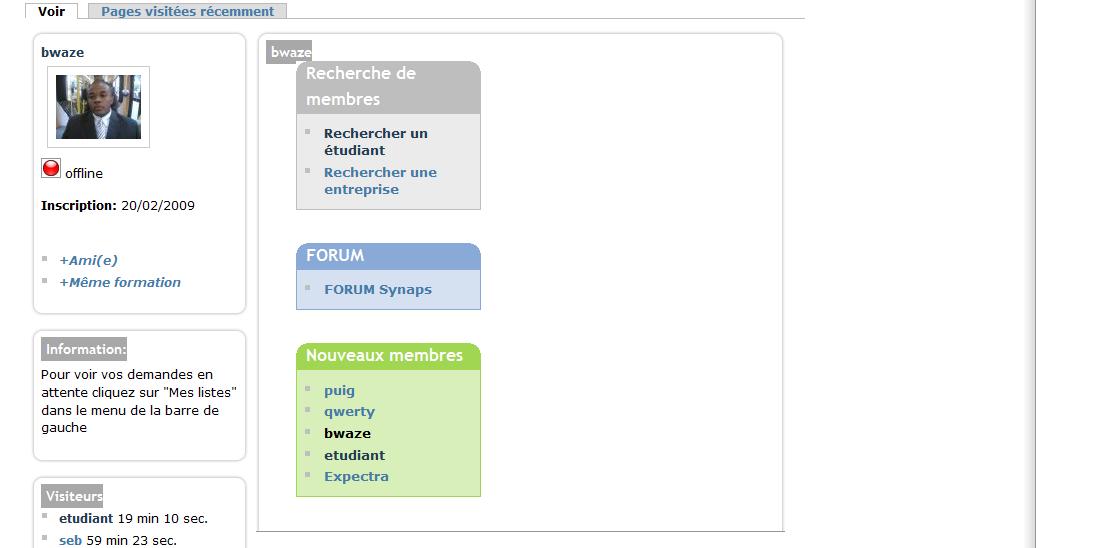 Voir
Pages visitées récemment
bwaze
offline
Inscription: 20/02/2009
+Ami(e)
+Même formation
Information:
Pour voir vos demandes en
attente cliquez sur "Mes listes"
dans le menu de la barre de
gauche
Visiteurs
etudiant 19 min 10 sec.
seb 59 min 23 sec.
bwaze
Recherche de
membres
Rechercher un
étudiant
Rechercher une
entreprise
FORUM
FORUM Synaps
Nouveaux membres
puig
qwerty
bwaze
etudiant
Expectra